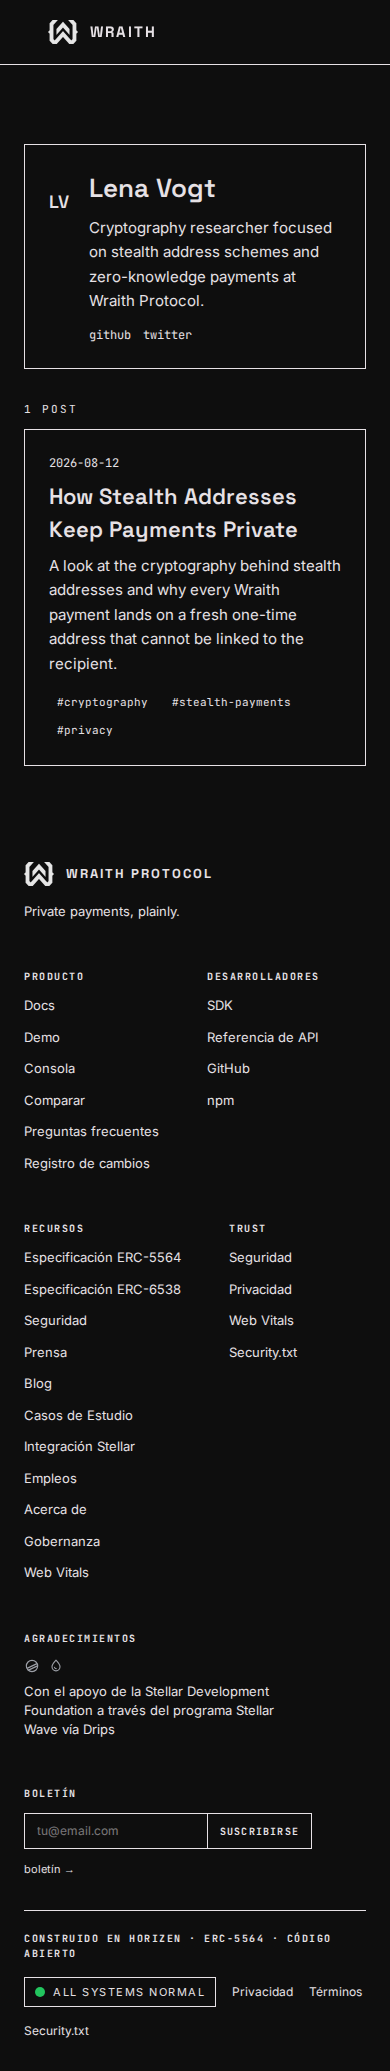 WRAITH
LV
Lena Vogt
Cryptography researcher focused
on stealth address schemes and
zero-knowledge payments at
Wraith Protocol.
github twitter
1 POST
2026-08-12
How Stealth Addresses
Keep Payments Private
A look at the cryptography behind stealth
addresses and why every Wraith
payment lands on a fresh one-time
address that cannot be linked to the
recipient.
#cryptography #stealth-payments
#privacy
WRAITH PROTOCOL
Private payments, plainly.
PRODUCTO
Docs
Demo
Consola
Comparar
Preguntas frecuentes
Registro de cambios
DESARROLLADORES
SDK
Referencia de API
GitHub
npm
RECURSOS
Especificación ERC-5564
Especificación ERC-6538
Seguridad
Prensa
Blog
Casos de Estudio
Integración Stellar
Empleos
Acerca de
Gobernanza
Web Vitals
TRUST
Seguridad
Privacidad
Web Vitals
Security.txt
AGRADECIMIENTOS
Con el apoyo de la Stellar Development
Foundation a través del programa Stellar
Wave vía Drips
BOLETÍN
tu@email.com SUSCRIBIRSE
boletín →
CONSTRUIDO EN HORIZEN · ERC-5564 · CÓDIGO
ABIERTO
ALL SYSTEMS NORMAL Privacidad Términos
Security.txt